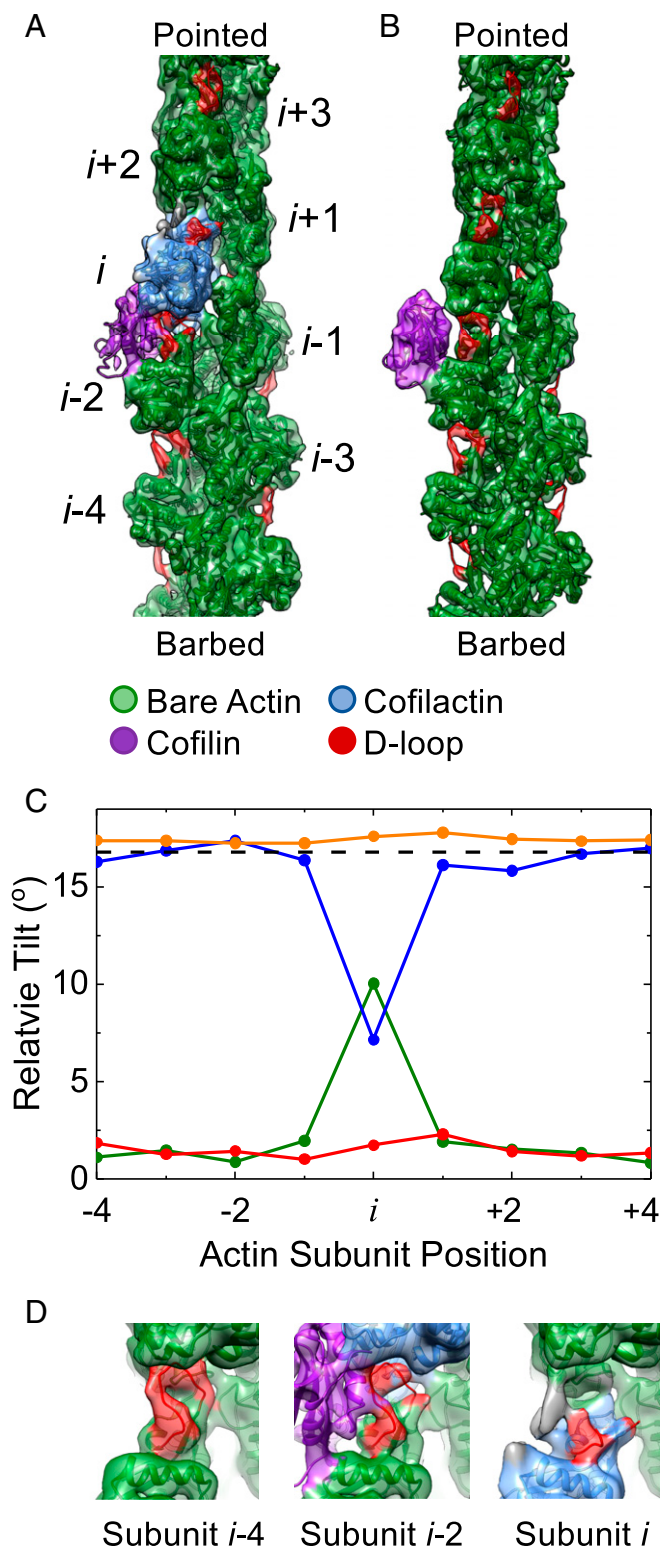 A
Pointed
i+3
i+2
i+1
i
i-1
i-2
i-3
i-4
Barbed
B
Pointed
Barbed
Bare Actin
Cofilactin
Cofilin
D-loop
C
Relatvie Tilt (°)
15
10
5
0
-4
-2
i
+2
+4
Actin Subunit Position
D
Subunit i-4
Subunit i-2
Subunit i